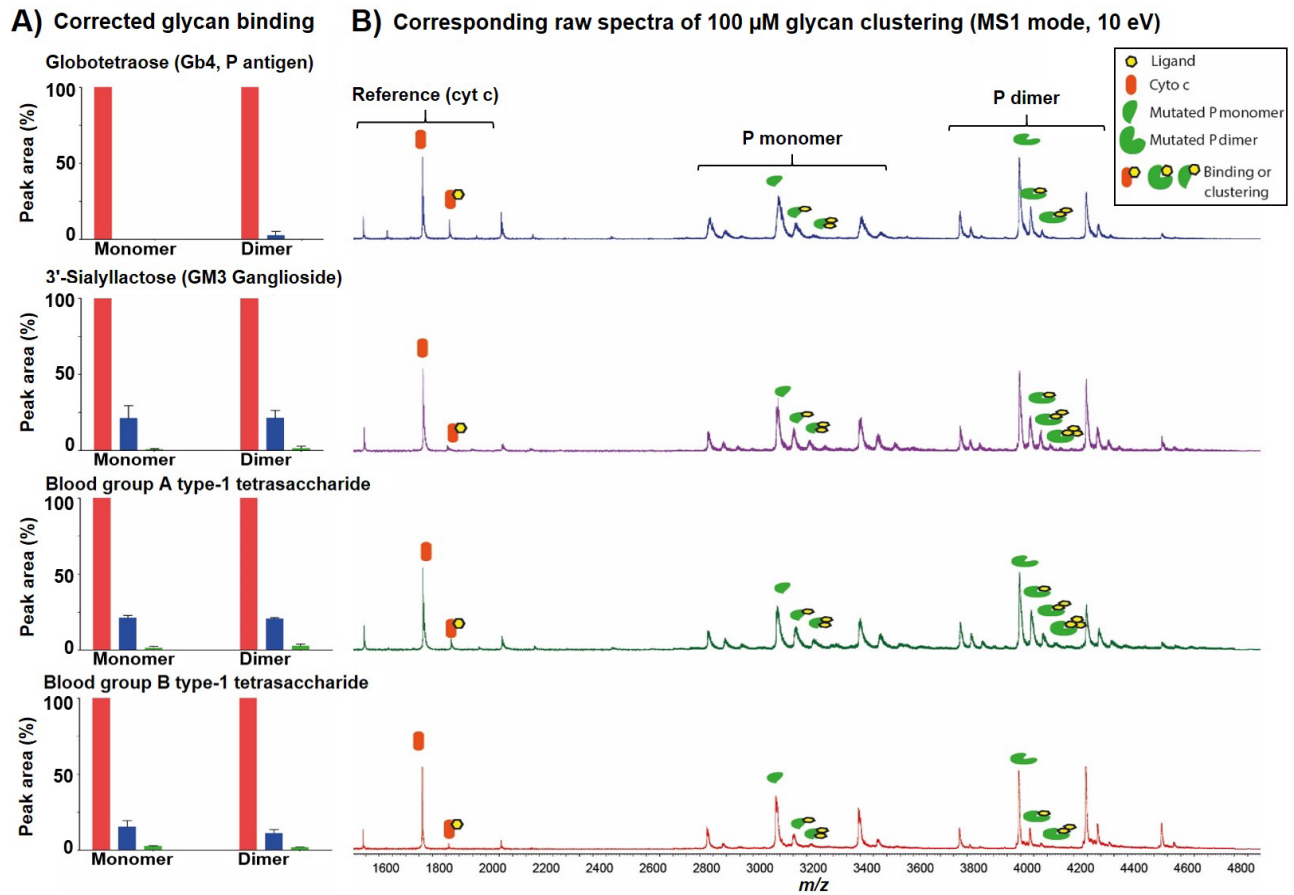 A) Corrected glycan binding
B) Corresponding raw spectra of 100 µM glycan clustering (MS1 mode, 10 eV)
Globotetraose (Gb4, P antigen)
Peak area (%)
100
50
0
Monomer
Dimer
Reference (cyt c)
P monomer
P dimer
Ligand
Cyto c
Mutated P monomer
Mutated P dimer
Binding or
clustering
3'-Sialyllactose (GM3 Ganglioside)
Peak area (%)
100
50
0
Monomer
Dimer
Blood group A type-1 tetrasaccharide
Peak area (%)
100
50
0
Monomer
Dimer
Blood group B type-1 tetrasaccharide
Peak area (%)
100
50
0
Monomer
Dimer
1600 1800 2000 2200 2400 2600 2800 3000 3200 3400 3600 3800 4000 4200 4400 4600 4800
m/z